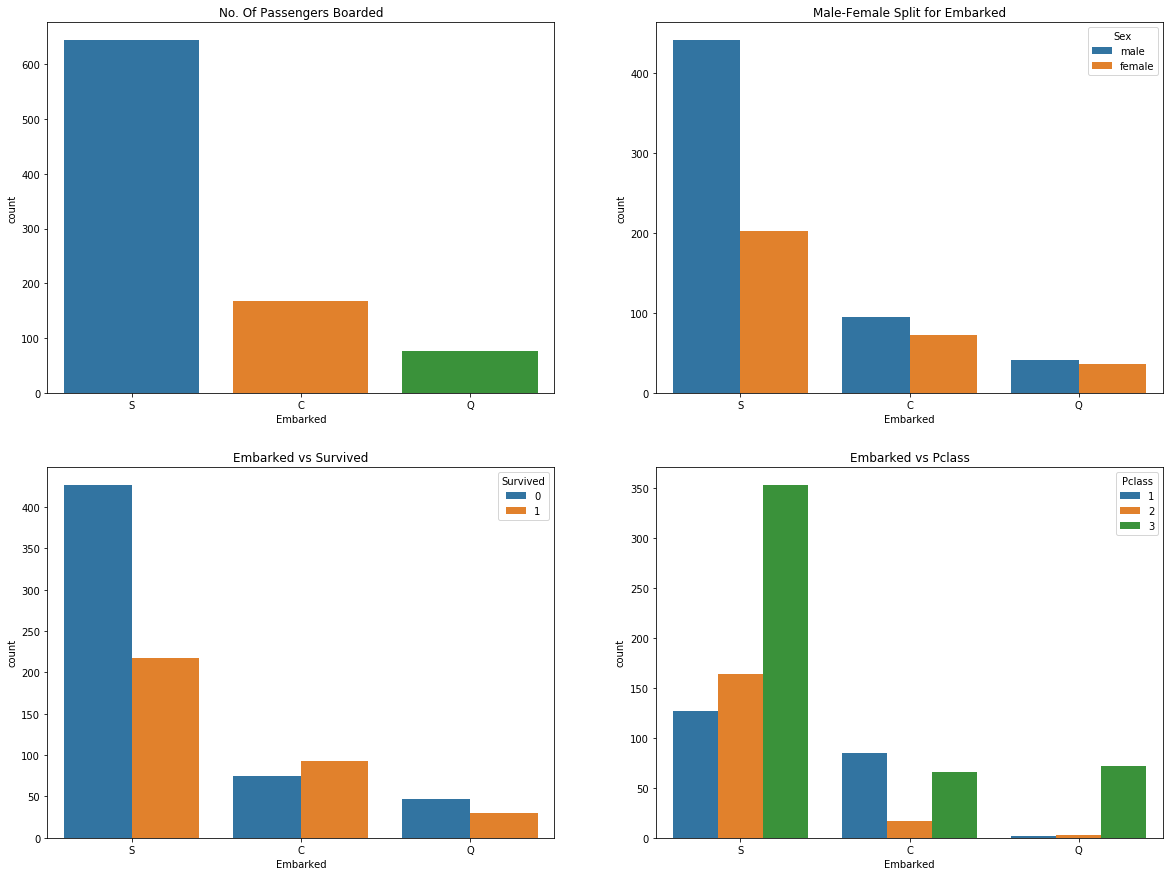 No. Of Passengers Boarded
600
500
400
300
200
100
0
count
S C Q
Embarked
Male-Female Split for Embarked
Sex
male
female
400
300
200
100
0
count
S C Q
Embarked
Embarked vs Survived
Survived
0
1
400
350
300
250
200
150
100
50
0
count
S C Q
Embarked
Embarked vs Pclass
Pclass
1
2
3
350
300
250
200
150
100
50
0
count
S C Q
Embarked